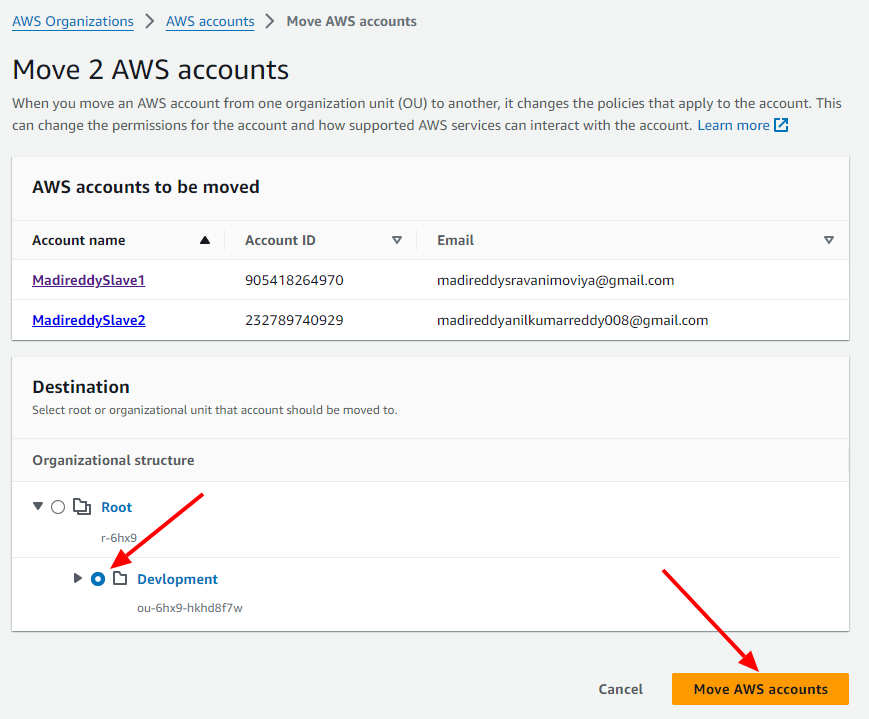 AWS Organizations > AWS accounts > Move AWS accounts
Move 2 AWS accounts
When you move an AWS account from one organization unit (OU) to another, it changes the policies that apply to the account. This
can change the permissions for the account and how supported AWS services can interact with the account. Learn more
AWS accounts to be moved
Account name Account ID Email
MadireddySlave1 905418264970 madireddysravanimoviya@gmail.com
MadireddySlave2 232789740929 madireddyanilkumarreddy008@gmail.com
Destination
Select root or organizational unit that account should be moved to.
Organizational structure
Root
r-6hx9
Devlopment
ou-6hx9-hkhd8f7w
Cancel Move AWS accounts